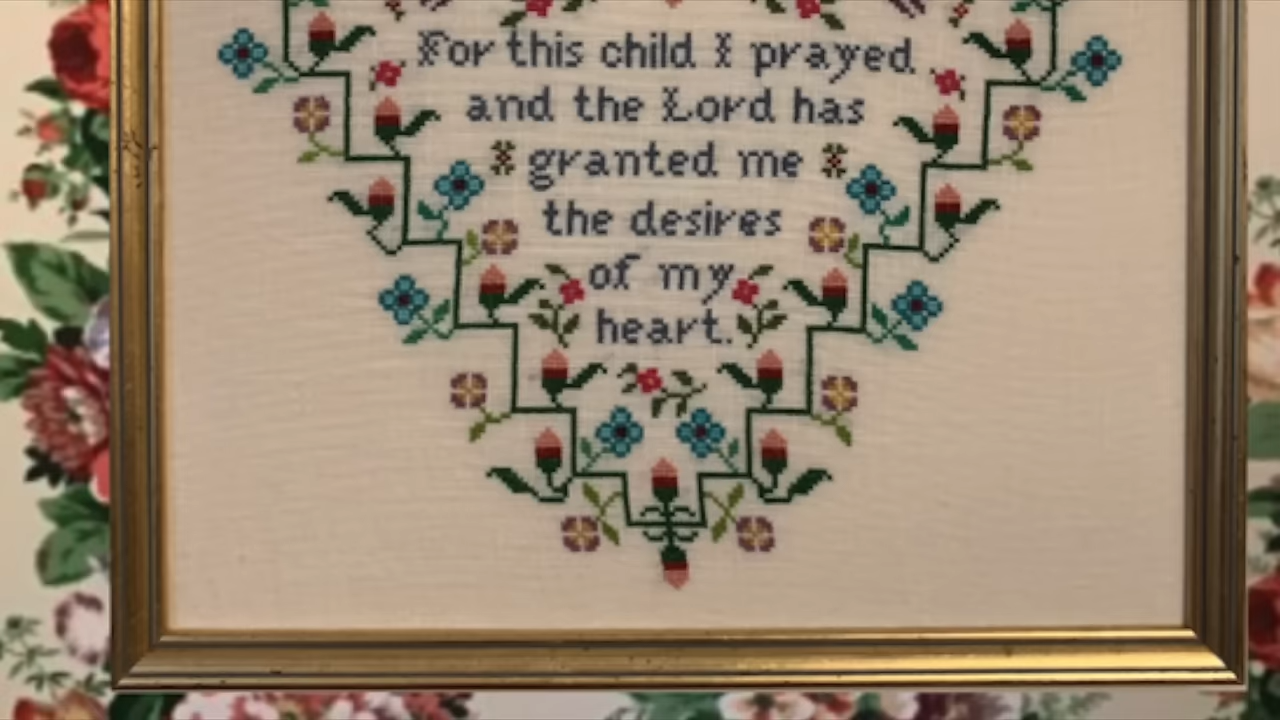 For this child I prayed
and the Lord has
granted me
the desires
of my
heart.